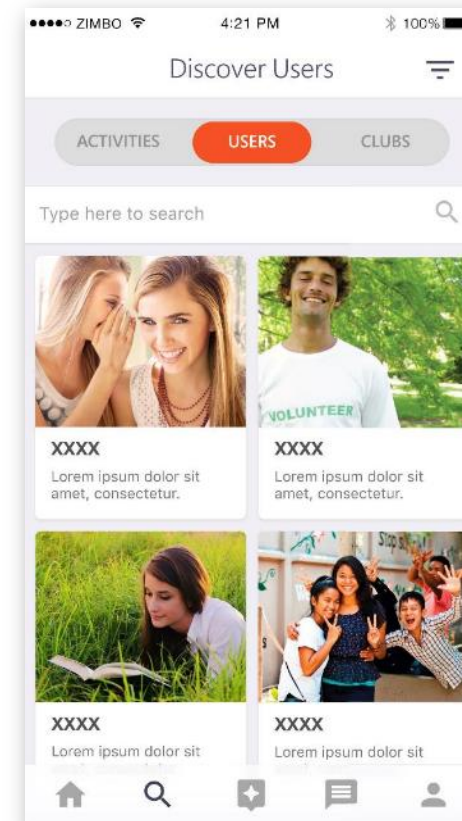 ZIMBO 4:21 PM 100%
Discover Users
ACTIVITIES USERS CLUBS
Type here to search
VOLUNTEER
XXXX
Lorem ipsum dolor sit
amet, consectetur.
XXXX
Lorem ipsum dolor sit
amet, consectetur.
XXXX
Lorem ipsum dolor sit
XXXX
Lorem ipsum dolor sit